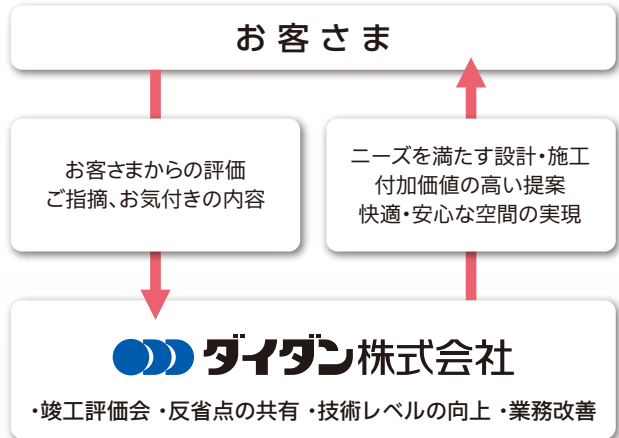 お客さま
お客さまからの評価
ご指摘、お気付きの内容
ニーズを満たす設計・施工
付加価値の高い提案
快適・安心な空間の実現
ダイダン株式会社
・竣工評価会 ・反省点の共有 ・技術レベルの向上 ・業務改善